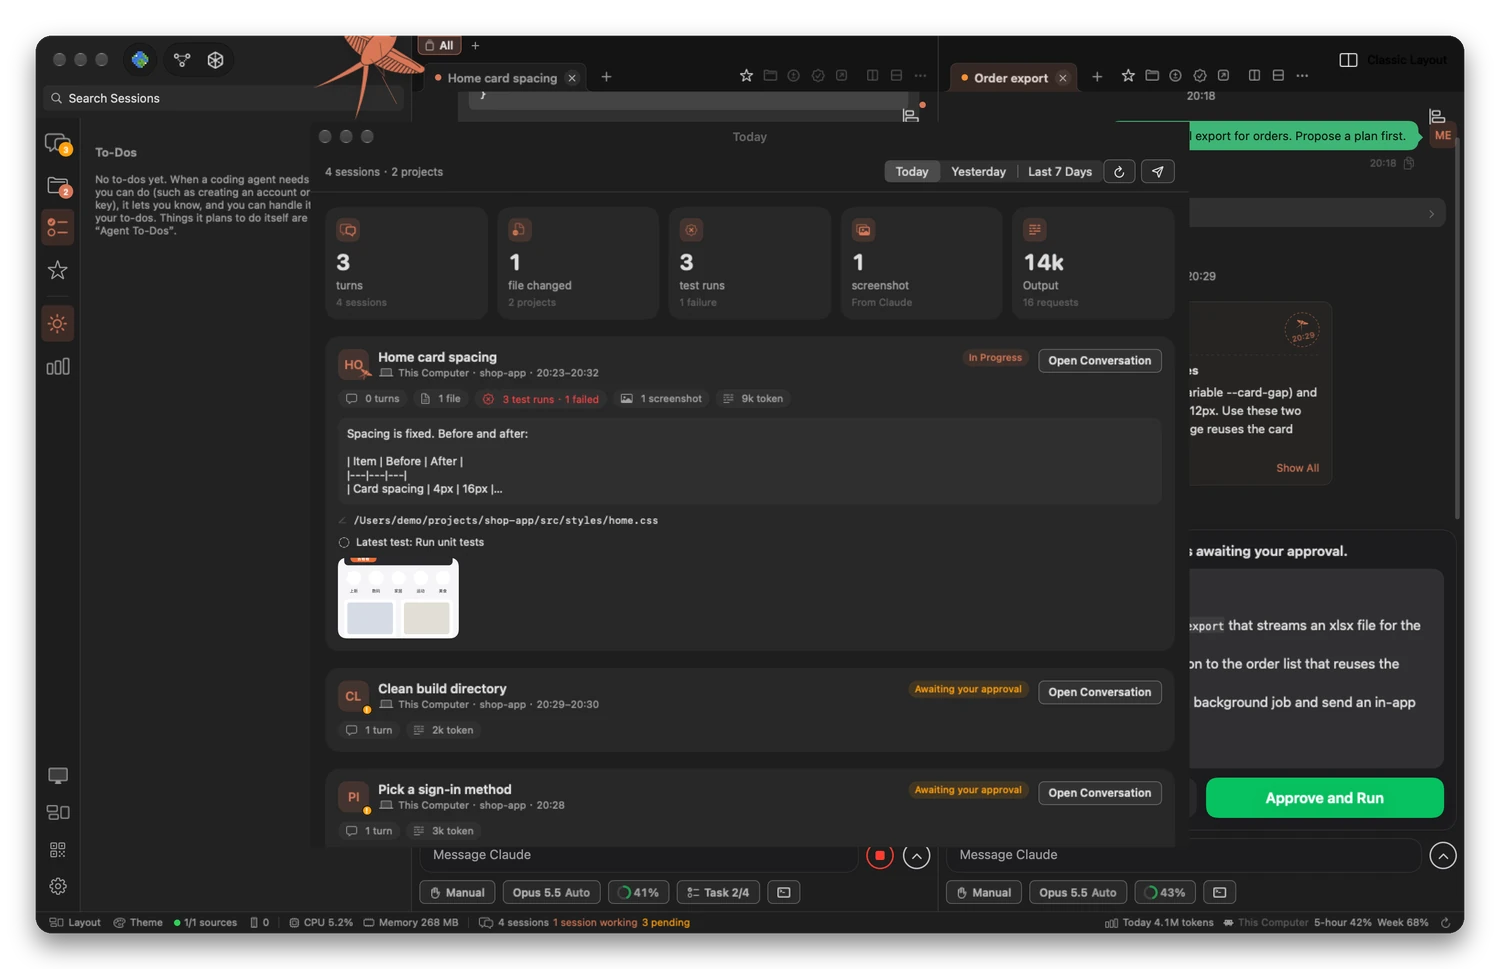 All
Classic Layout
Home card spacing
Order export
Search Sessions
}
20:18
export for orders. Propose a plan first.
ME
20:18
To-Dos
No to-dos yet. When a coding agent needs
you can do (such as creating an account or
key), it lets you know, and you can handle it
your to-dos. Things it plans to do itself are
“Agent To-Dos”.
3
2
Today
4 sessions · 2 projects
Today
Yesterday
Last 7 Days
3
turns
4 sessions
1
file changed
2 projects
3
test runs
1 failure
1
screenshot
From Claude
14k
Output
16 requests
20:29
20:29
es
ariable --card-gap) and
12px. Use these two
ge reuses the card
Show All
HO
Home card spacing
This Computer · shop-app · 20:23–20:32
In Progress
Open Conversation
0 turns
1 file
3 test runs · 1 failed
1 screenshot
9k token
Spacing is fixed. Before and after:
| Item | Before | After |
|---|---|---|
| Card spacing | 4px | 16px |...
/Users/demo/projects/shop-app/src/styles/home.css
Latest test: Run unit tests
CL
Clean build directory
This Computer · shop-app · 20:29–20:30
Awaiting your approval
Open Conversation
1 turn
2k token
PI
Pick a sign-in method
This Computer · shop-app · 20:28
Awaiting your approval
Open Conversation
1 turn
3k token
s awaiting your approval.
export that streams an xlsx file for the
on to the order list that reuses the
background job and send an in-app
Approve and Run
Message Claude
Message Claude
Manual
Opus 5.5 Auto
41%
Task 2/4
Manual
Opus 5.5 Auto
43%
Layout
Theme
1/1 sources
0
CPU 5.2%
Memory 268 MB
4 sessions 1 session working 3 pending
Today 4.1M tokens
This Computer 5-hour 42% Week 68%